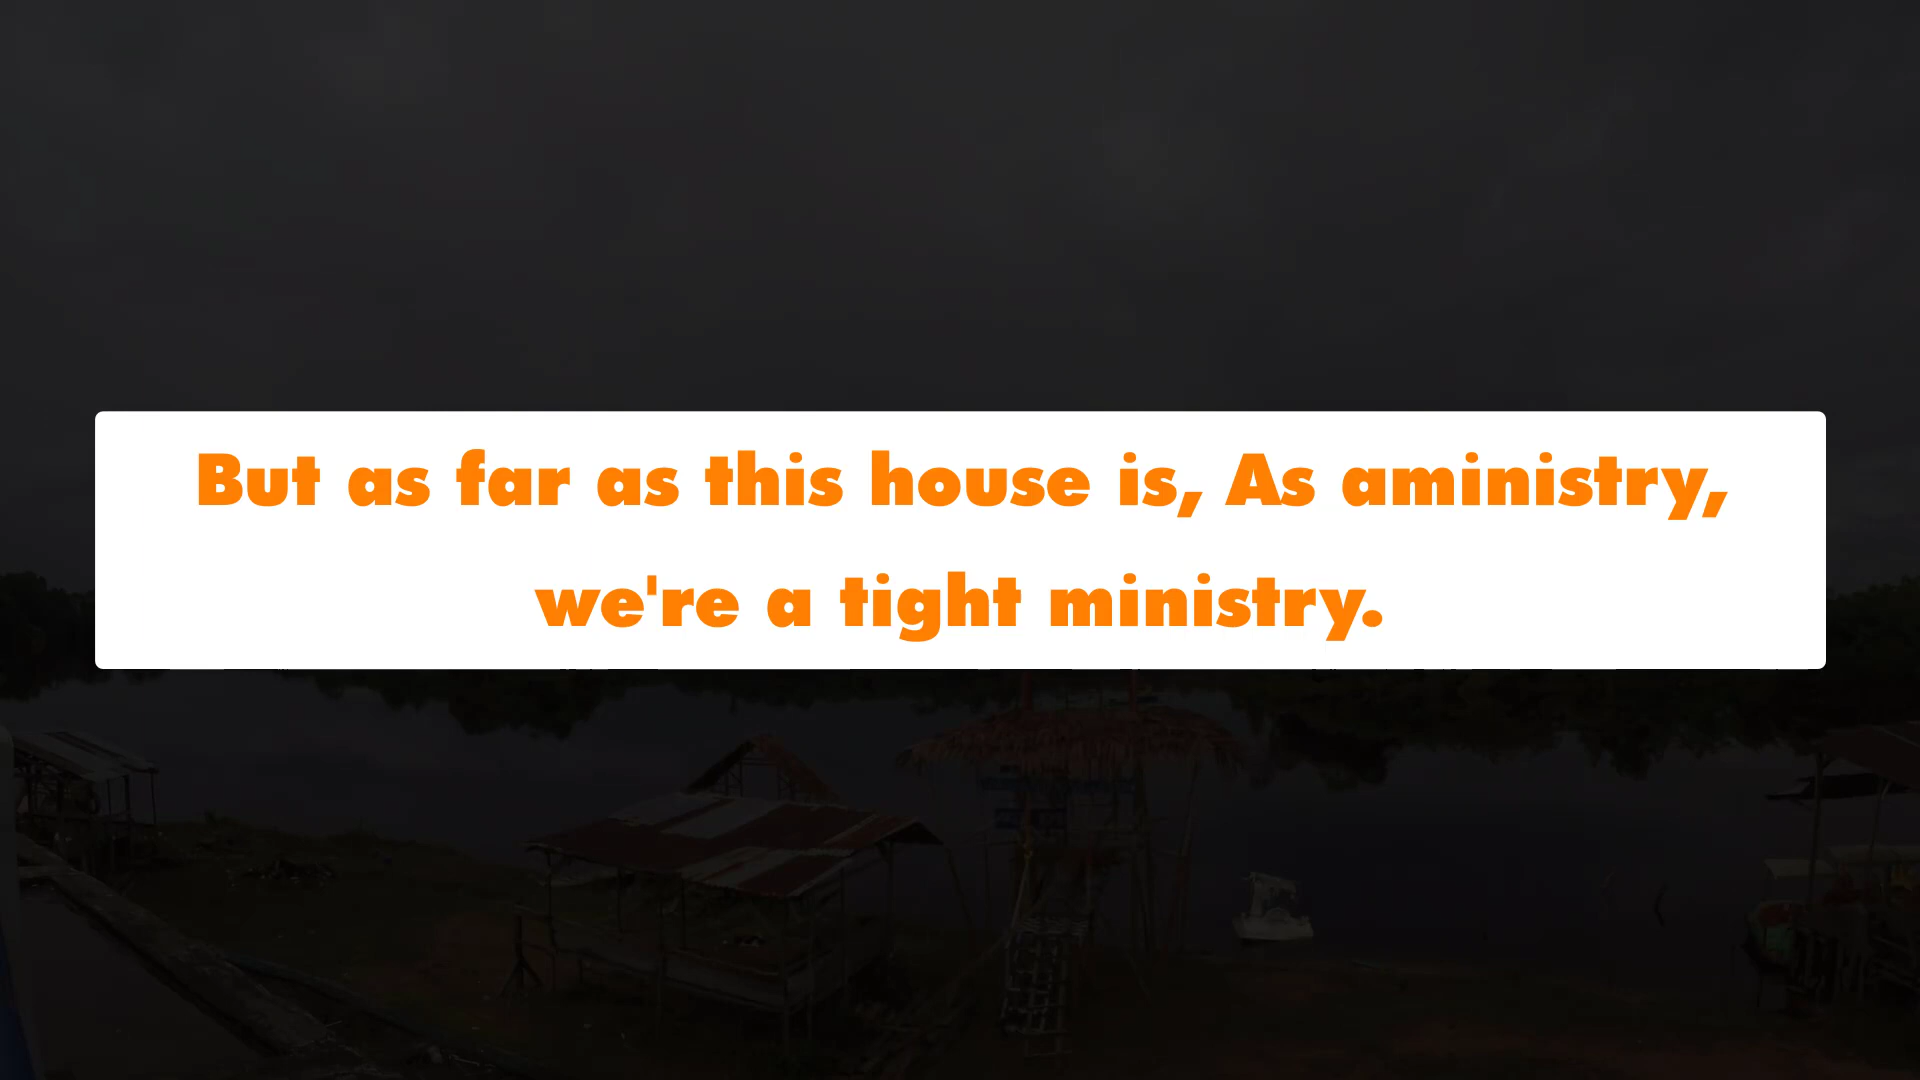 But as far as this house is, As aministry,
we're a tight ministry.